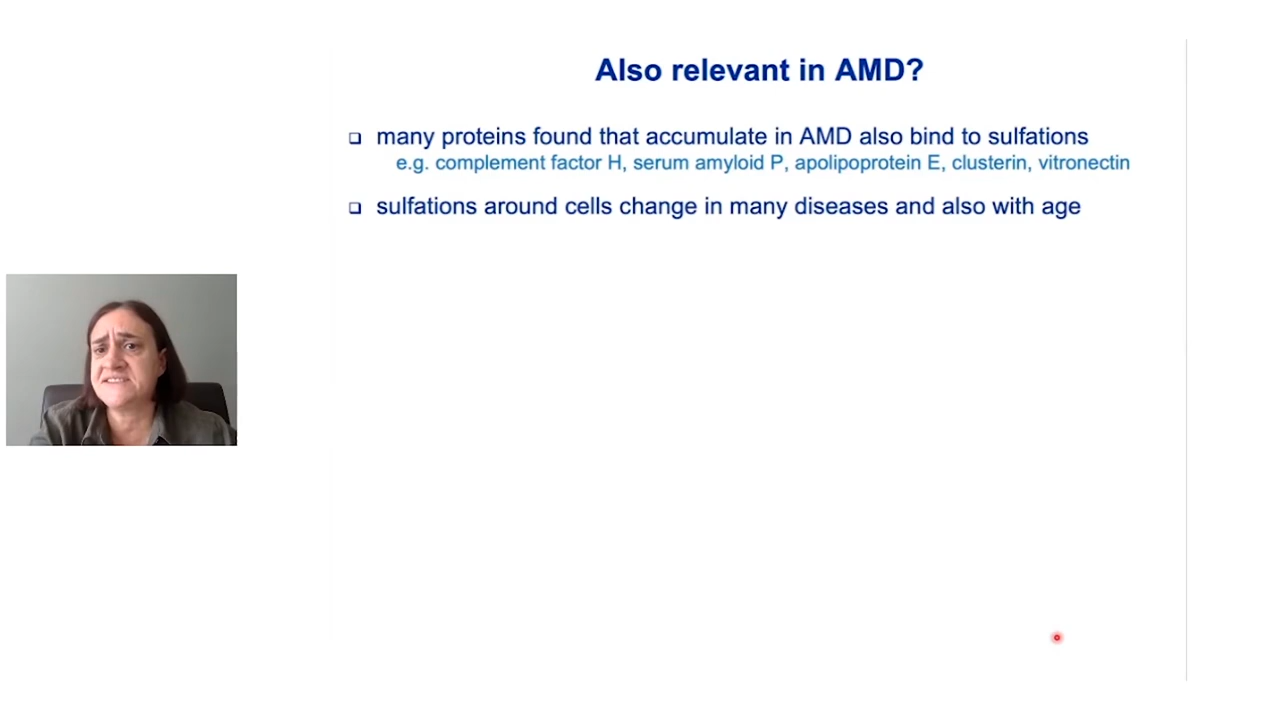 Also relevant in AMD?
many proteins found that accumulate in AMD also bind to sulfations
e.g. complement factor H, serum amyloid P, apolipoprotein E, clusterin, vitronectin
sulfations around cells change in many diseases and also with age